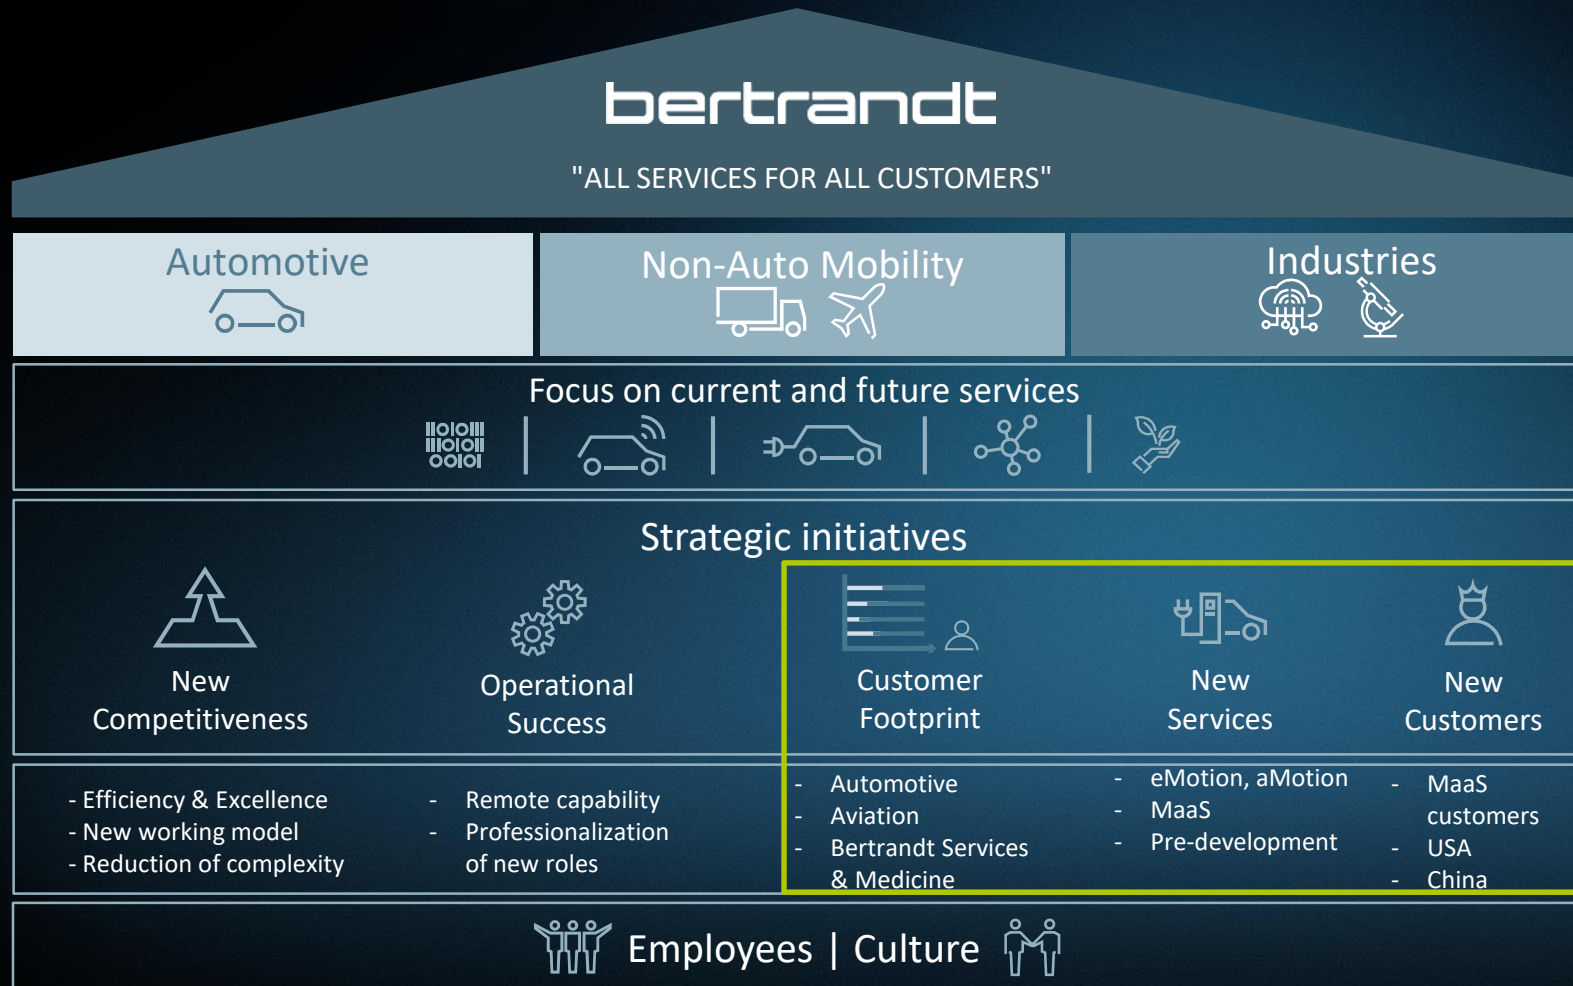 bertrandt
"ALL SERVICES FOR ALL CUSTOMERS"
Automotive
Non-Auto Mobility
Industries
Focus on current and future services
Strategic initiatives
New
Competitiveness
Operational
Success
Customer
Footprint
New
Services
New
Customers
- Efficiency & Excellence
- New working model
- Reduction of complexity
- Remote capability
- Professionalization
of new roles
- Automotive
- Aviation
- Bertrandt Services
& Medicine
- eMotion, aMotion
- MaaS
- Pre-development
- MaaS
customers
- USA
- China
Employees | Culture